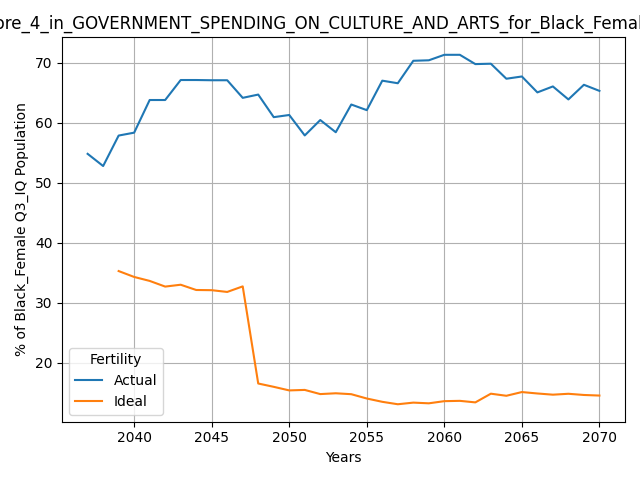 ore_4_in_GOVERNMENT_SPENDING_ON_CULTURE_AND_ARTS_for_Black_Femal
% of Black_Female Q3_IQ Population
70
60
50
40
30
20
Fertility
Actual
Ideal
2040 2045 2050 2055 2060 2065 2070
Years